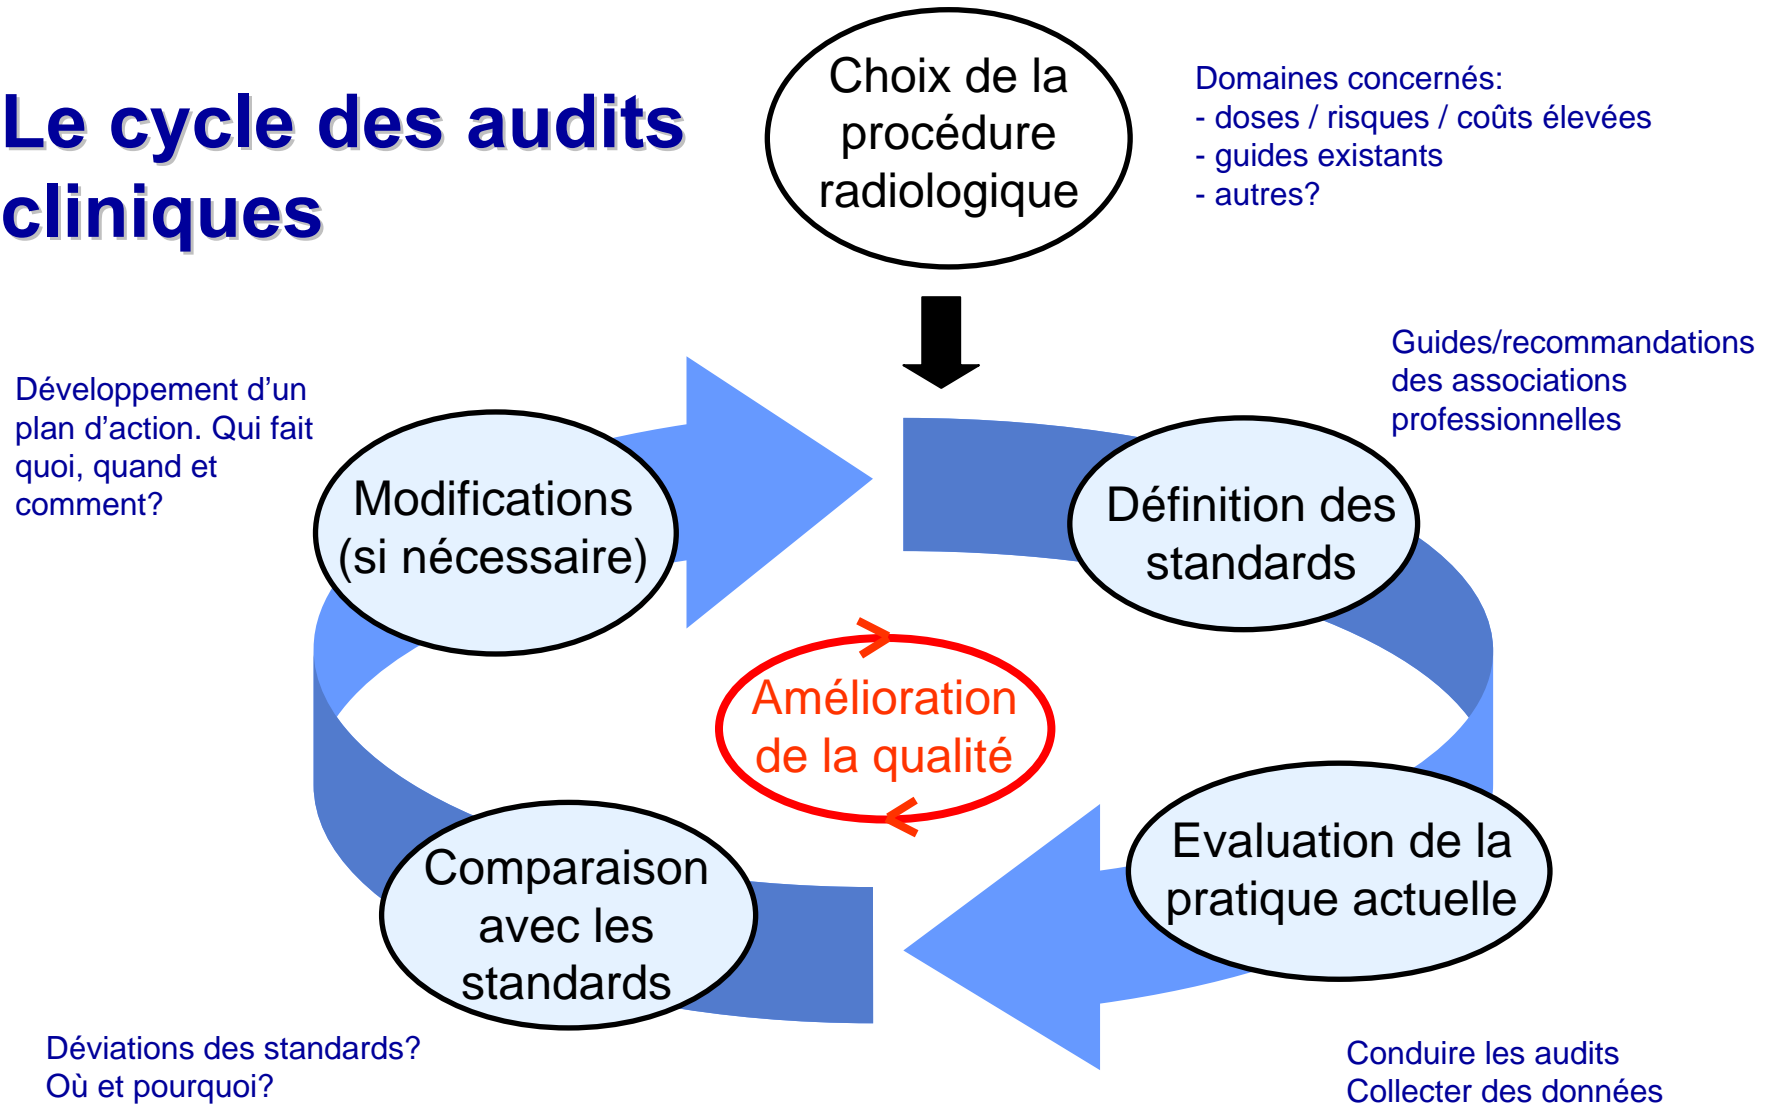 Le cycle des audits
cliniques
Choix de la
procédure
radiologique
Domaines concernés:
- doses / risques / coûts élevées
- guides existants
- autres?
Guides/recommandations
des associations
professionnelles
Développement d’un
plan d’action. Qui fait
quoi, quand et
comment?
Modifications
(si nécessaire)
Définition des
standards
Amélioration
de la qualité
Evaluation de la
pratique actuelle
Comparaison
avec les
standards
Déviations des standards?
Où et pourquoi?
Conduire les audits
Collecter des données